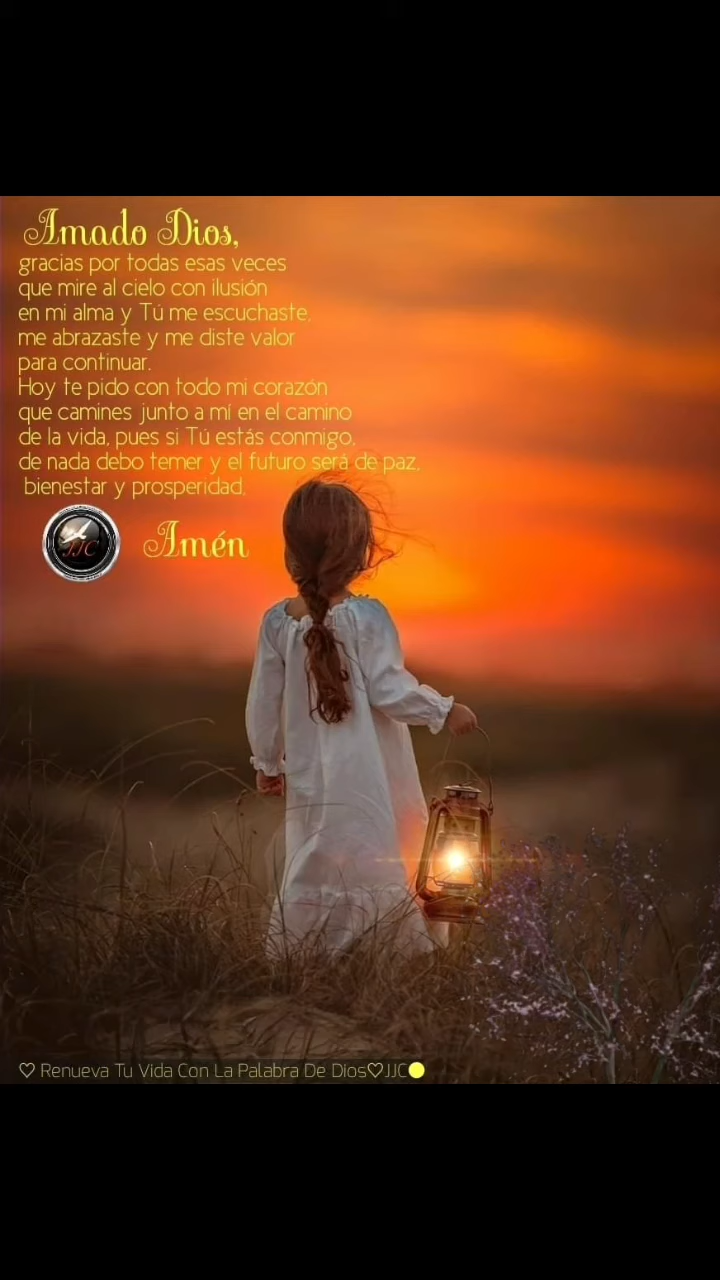 Amado Dios,
gracias por todas esas veces
que mire al cielo con ilusión
en mi alma y Tú me escuchaste,
me abrazaste y me diste valor
para continuar.
Hoy te pido con todo mi corazón
que camines junto a mí en el camino
de la vida, pues si Tú estás conmigo,
de nada debo temer y el futuro será de paz,
bienestar y prosperidad.
JJC
Amén
♡ Renueva Tu Vida Con La Palabra De Dios♡JJC